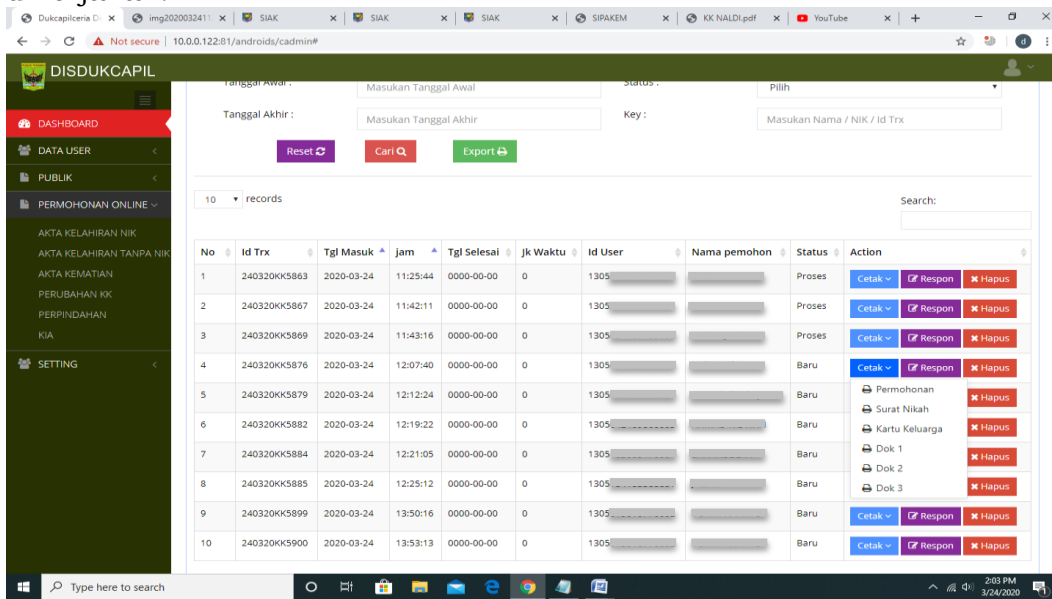 Dukcapilceria D
img20200324117
SIAK
SIAK
SIAK
SIPAKEM
KK NALDI.pdf
YouTube
Not secure | 10.0.0.122:81/androids/cadmin#
d
DISDUKCAPIL
Tanggal Awal :
Masukan Tanggal Awal
Status :
Pilih
Tanggal Akhir :
Masukan Tanggal Akhir
Key :
Masukan Nama / NIK / Id Trx
Reset
Cari
Export
DASHBOARD
DATA USER
PUBLIK
PERMOHONAN ONLINE
AKTA KELAHIRAN NIK
AKTA KELAHIRAN TANPA NIK
AKTA KEMATIAN
PERUBAHAN KK
PERPINDAHAN
KIA
SETTING
10 records
Search:
No Id Trx Tgl Masuk jam Tgl Selesai Jk Waktu Id User Nama pemohon Status Action
1 240320KK5863 2020-03-24 11:25:44 0000-00-00 0 1305 Proses Cetak Respon Hapus
2 240320KK5867 2020-03-24 11:42:11 0000-00-00 0 1305 Proses Cetak Respon Hapus
3 240320KK5869 2020-03-24 11:43:16 0000-00-00 0 1305 Proses Cetak Respon Hapus
4 240320KK5876 2020-03-24 12:07:40 0000-00-00 0 1305 Baru Cetak Respon Hapus
5 240320KK5879 2020-03-24 12:12:24 0000-00-00 0 1305 Baru Hapus
6 240320KK5882 2020-03-24 12:19:22 0000-00-00 0 1305 Baru Hapus
7 240320KK5884 2020-03-24 12:21:05 0000-00-00 0 1305 Baru Hapus
8 240320KK5885 2020-03-24 12:25:12 0000-00-00 0 1305 Baru Hapus
9 240320KK5899 2020-03-24 13:50:16 0000-00-00 0 1305 Baru Cetak Respon Hapus
10 240320KK5900 2020-03-24 13:53:13 0000-00-00 0 1305 Baru Cetak Respon Hapus
Permohonan
Surat Nikah
Kartu Keluarga
Dok 1
Dok 2
Dok 3
Type here to search
2:03 PM
3/24/2020